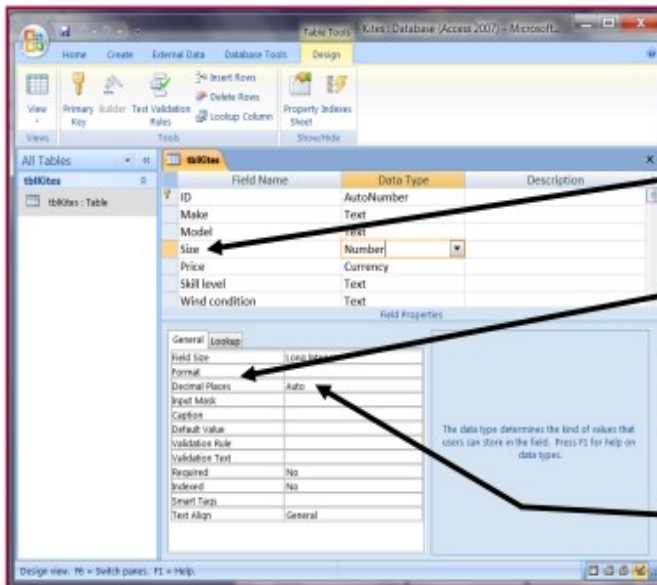 Table Tools
Kites : Database (Access 2007) - Microsoft...
Home Create External Data Database Tools Design
View
Primary Key
Builder
Test Validation Rules
Insert Rows
Delete Rows
Lookup Column
Property Sheet
Indexes
Views
Tools
Show/Hide
All Tables
tblKites
tblKites : Table
tblKites
Field Name Data Type Description
ID AutoNumber
Make Text
Model Text
Size Number
Price Currency
Skill level Text
Wind condition Text
Field Properties
General Lookup
Field Size Long Integer
Format
Decimal Places Auto
Input Mask
Caption
Default Value
Validation Rule
Validation Text
Required No
Indexed No
Smart Tags
Text Align General
The data type determines the kind of values that
users can store in the field. Press F1 for help on
data types.
Design view. F6 = Switch panes. F1 = Help.